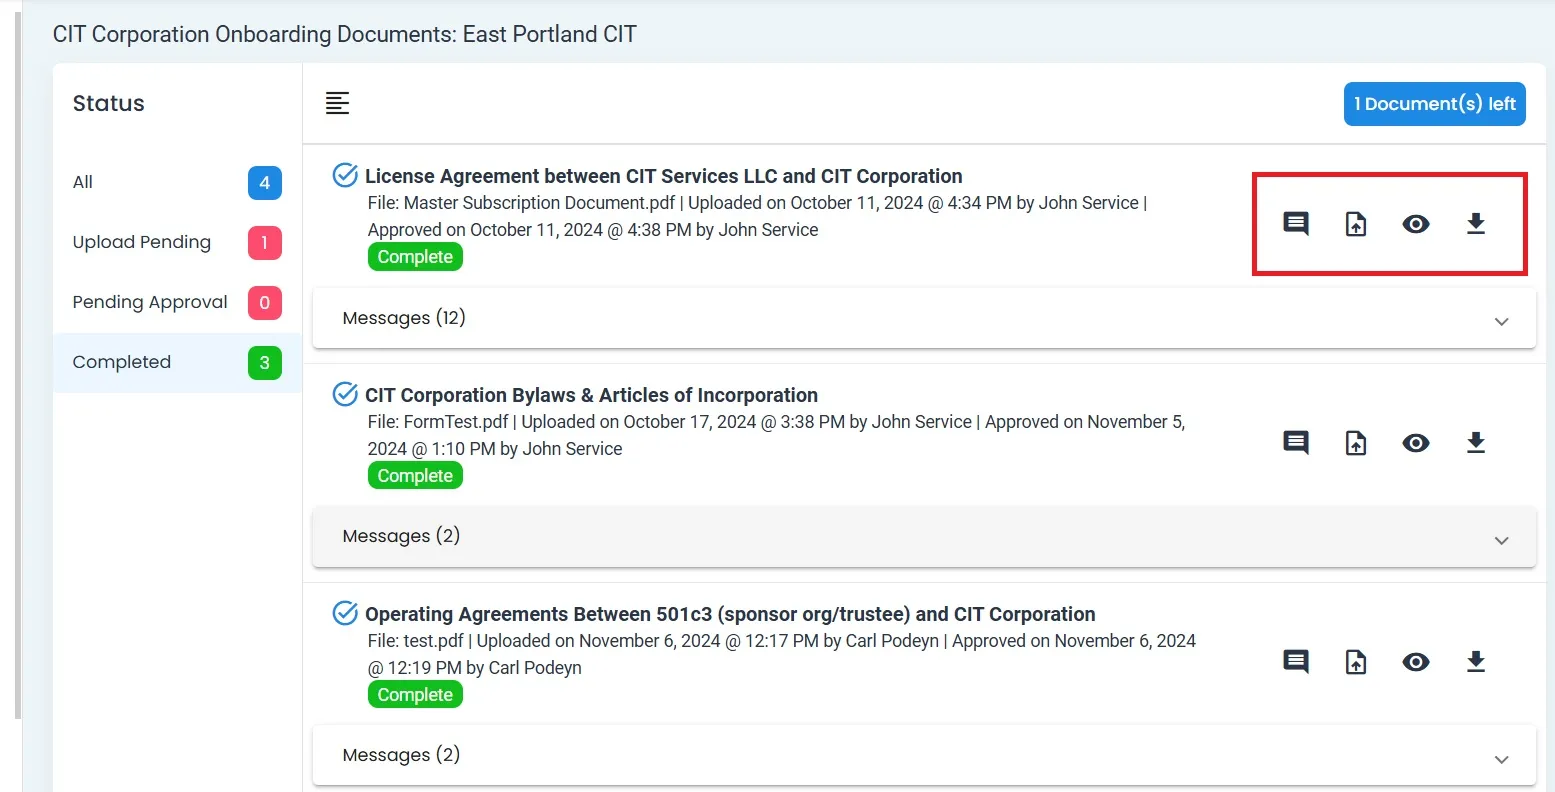 CIT Corporation Onboarding Documents: East Portland CIT
Status
All 4
Upload Pending 1
Pending Approval 0
Completed 3
1 Document(s) left
License Agreement between CIT Services LLC and CIT Corporation
File: Master Subscription Document.pdf | Uploaded on October 11, 2024 @ 4:34 PM by John Service |
Approved on October 11, 2024 @ 4:38 PM by John Service
Complete
Messages (12)
CIT Corporation Bylaws & Articles of Incorporation
File: FormTest.pdf | Uploaded on October 17, 2024 @ 3:38 PM by John Service | Approved on November 5,
2024 @ 1:10 PM by John Service
Complete
Messages (2)
Operating Agreements Between 501c3 (sponsor org/trustee) and CIT Corporation
File: test.pdf | Uploaded on November 6, 2024 @ 12:17 PM by Carl Podeyn | Approved on November 6, 2024
@ 12:19 PM by Carl Podeyn
Complete
Messages (2)